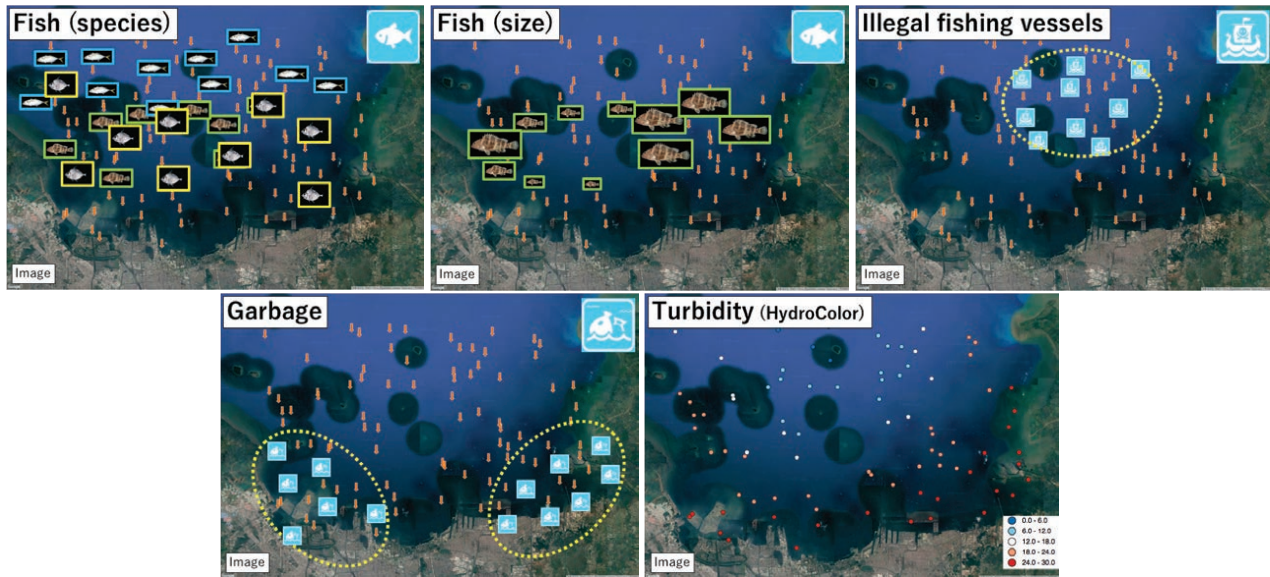 Fish (species)
Image
Fish (size)
Image
Illegal fishing vessels
Image
Garbage
Image
Turbidity (HydroColor)
Image
0.0 - 6.0
6.0 - 12.0
12.0 - 18.0
18.0 - 24.0
24.0 - 30.0